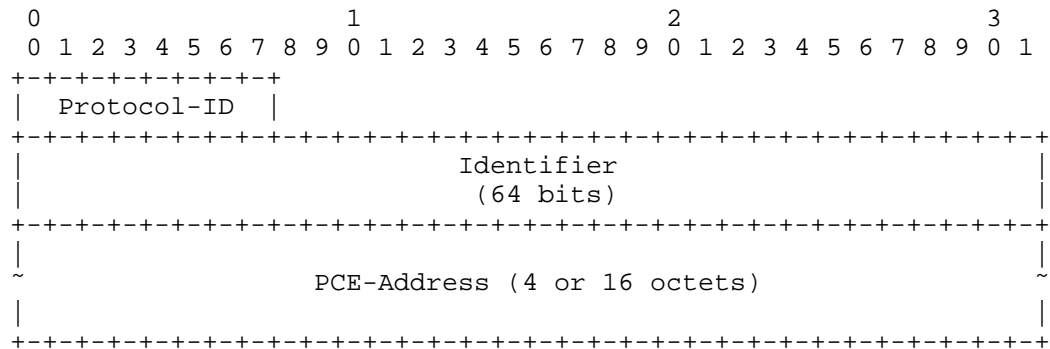 0                   1                   2                   3
 0 1 2 3 4 5 6 7 8 9 0 1 2 3 4 5 6 7 8 9 0 1 2 3 4 5 6 7 8 9 0 1
+-+-+-+-+-+-+-+-+
|  Protocol-ID  |
+-+-+-+-+-+-+-+-+-+-+-+-+-+-+-+-+-+-+-+-+-+-+-+-+-+-+-+-+-+-+-+-+
|                           Identifier                          |
|                            (64 bits)                          |
+-+-+-+-+-+-+-+-+-+-+-+-+-+-+-+-+-+-+-+-+-+-+-+-+-+-+-+-+-+-+-+-+
|                                                               |
~                  PCE-Address (4 or 16 octets)                 ~
|                                                               |
+-+-+-+-+-+-+-+-+-+-+-+-+-+-+-+-+-+-+-+-+-+-+-+-+-+-+-+-+-+-+-+-+